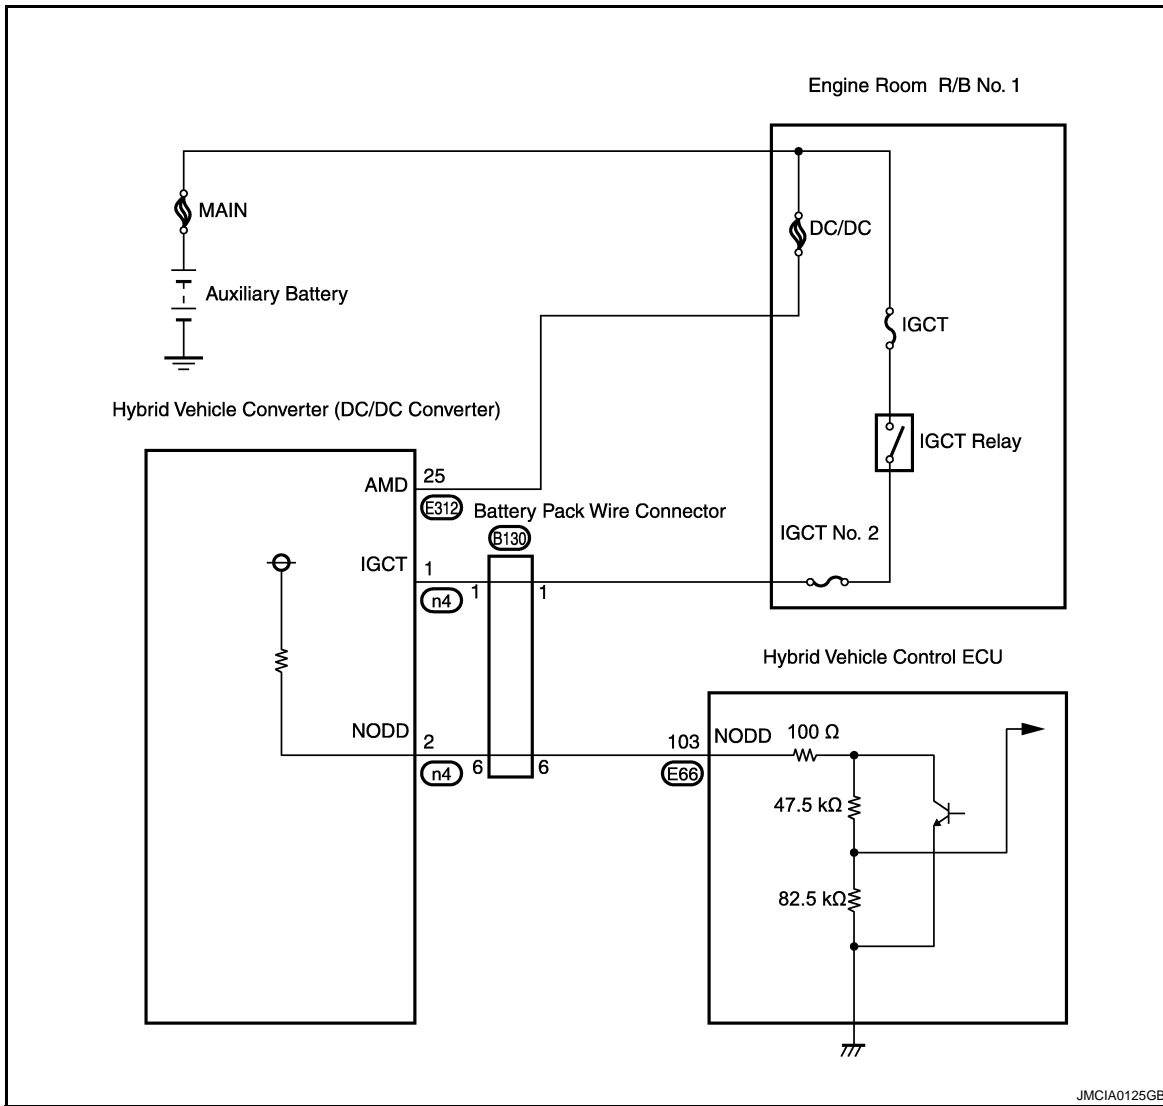 Engine Room R/B No. 1
MAIN
DC/DC
Auxiliary Battery
IGCT
Hybrid Vehicle Converter (DC/DC Converter)
IGCT Relay
AMD
25
E312
Battery Pack Wire Connector
B130
IGCT No. 2
IGCT
1
n4
1
1
Hybrid Vehicle Control ECU
NODD
2
n4
6
6
103
E66
NODD
100 Ω
47.5 kΩ
82.5 kΩ
JMCIA0125GB